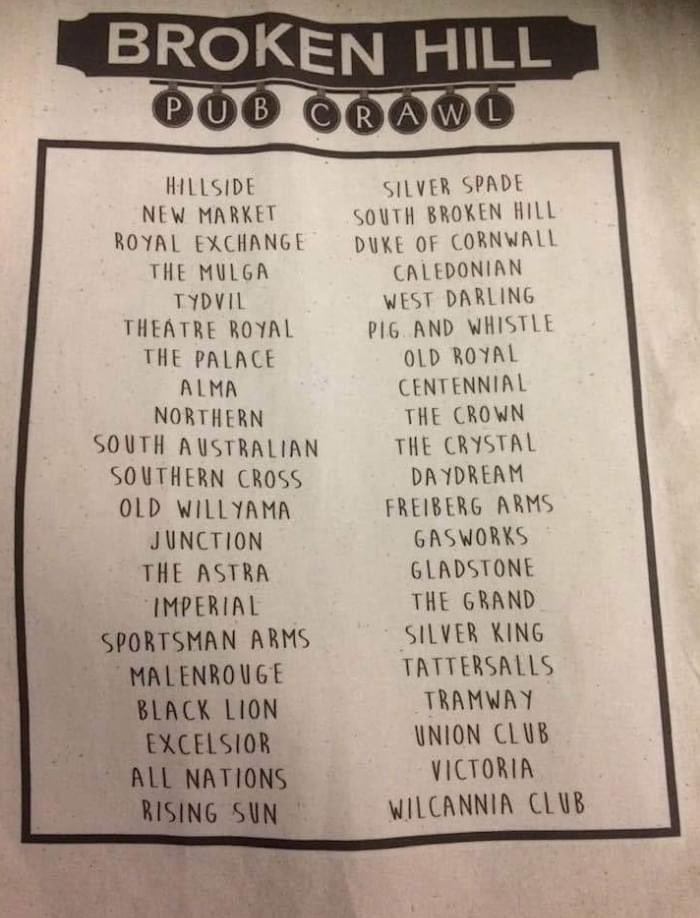 BROKEN HILL
PUB CRAWL
HILLSIDE
NEW MARKET
ROYAL EXCHANGE
THE MULGA
TYDVIL
THEATRE ROYAL
THE PALACE
ALMA
NORTHERN
SOUTH AUSTRALIAN
SOUTHERN CROSS
OLD WILLYAMA
JUNCTION
THE ASTRA
IMPERIAL
SPORTSMAN ARMS
MALENROUGE
BLACK LION
EXCELSIOR
ALL NATIONS
RISING SUN
SILVER SPADE
SOUTH BROKEN HILL
DUKE OF CORNWALL
CALEDONIAN
WEST DARLING
PIG AND WHISTLE
OLD ROYAL
CENTENNIAL
THE CROWN
THE CRYSTAL
DAYDREAM
FREIBERG ARMS
GASWORKS
GLADSTONE
THE GRAND
SILVER KING
TATTERSALLS
TRAMWAY
UNION CLUB
VICTORIA
WILCANNIA CLUB